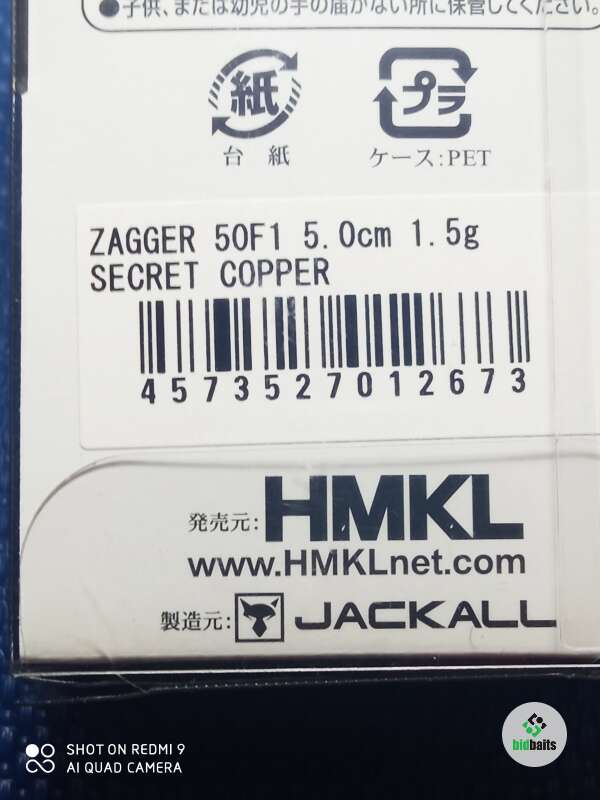 ●子供、または幼児の手の届かない所に保管してください。
紙
プラ
台 紙
ケース:PET
ZAGGER 50F1 5.0cm 1.5g
SECRET COPPER
4573527012673
発売元: HMKL
www.HMKLnet.com
製造元: JACKALL
SHOT ON REDMI 9
AI QUAD CAMERA
bidbaits